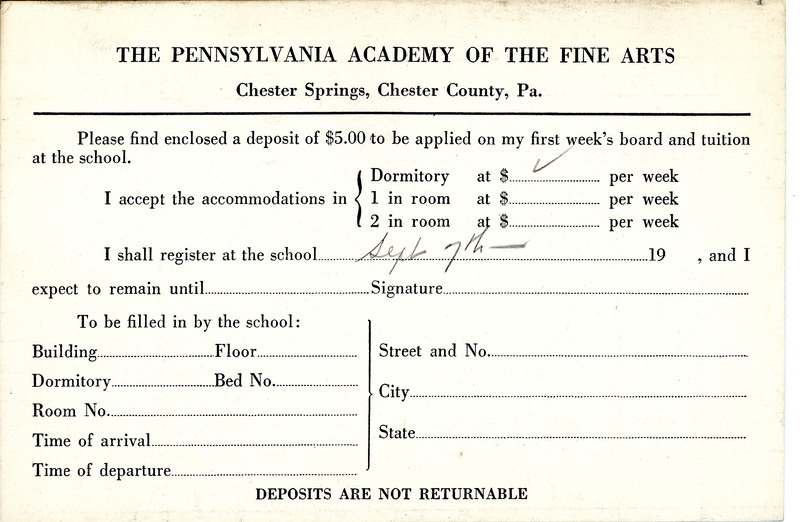 THE PENNSYLVANIA ACADEMY OF THE FINE ARTS
Chester Springs, Chester County, Pa.
Please find enclosed a deposit of $5.00 to be applied on my first week's board and tuition
at the school.
I accept the accommodations in
Dormitory at $ ✓ per week
1 in room at $ per week
2 in room at $ per week
I shall register at the school Sept 7th — 19 , and I
expect to remain until Signature
To be filled in by the school:
Building Floor
Dormitory Bed No.
Room No.
Time of arrival
Time of departure
Street and No.
City
State
DEPOSITS ARE NOT RETURNABLE